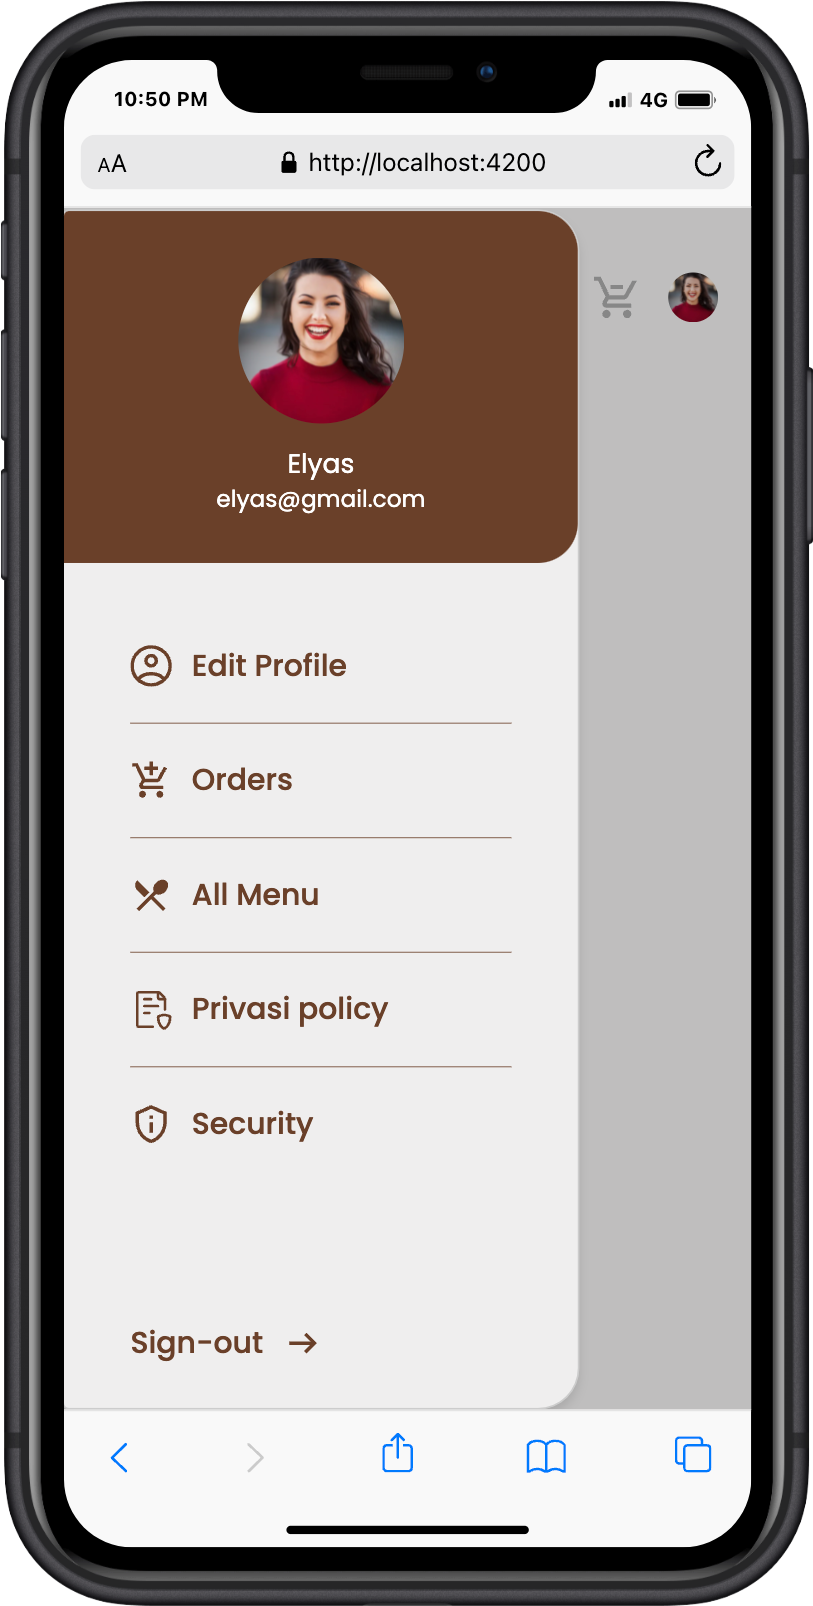 10:50 PM
4G
AA
http://localhost:4200
Elyas
elyas@gmail.com
Edit Profile
Orders
All Menu
Privasi policy
Security
Sign-out